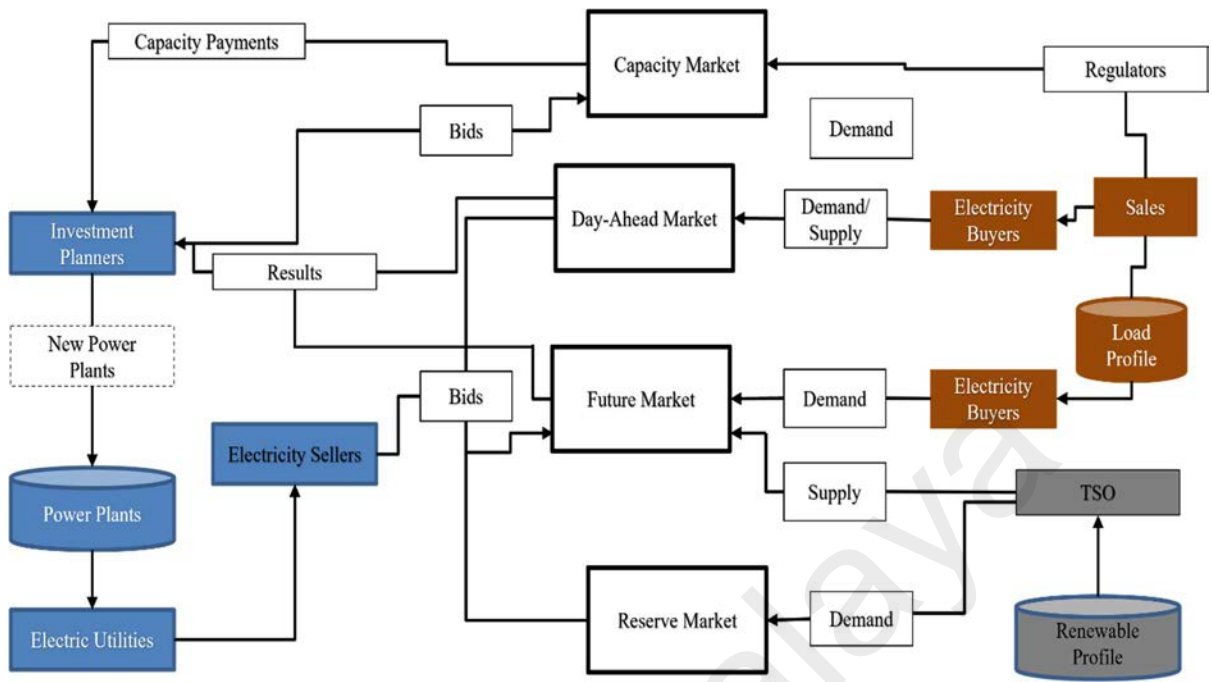 Capacity Payments
Capacity Market
Regulators
Bids
Demand
Investment
Planners
Day-Ahead Market
Demand/
Supply
Electricity
Buyers
Sales
Results
New Power
Plants
Load
Profile
Bids
Future Market
Demand
Electricity
Buyers
Electricity Sellers
Supply
TSO
Power Plants
Electric Utilities
Reserve Market
Demand
Renewable
Profile
alaya